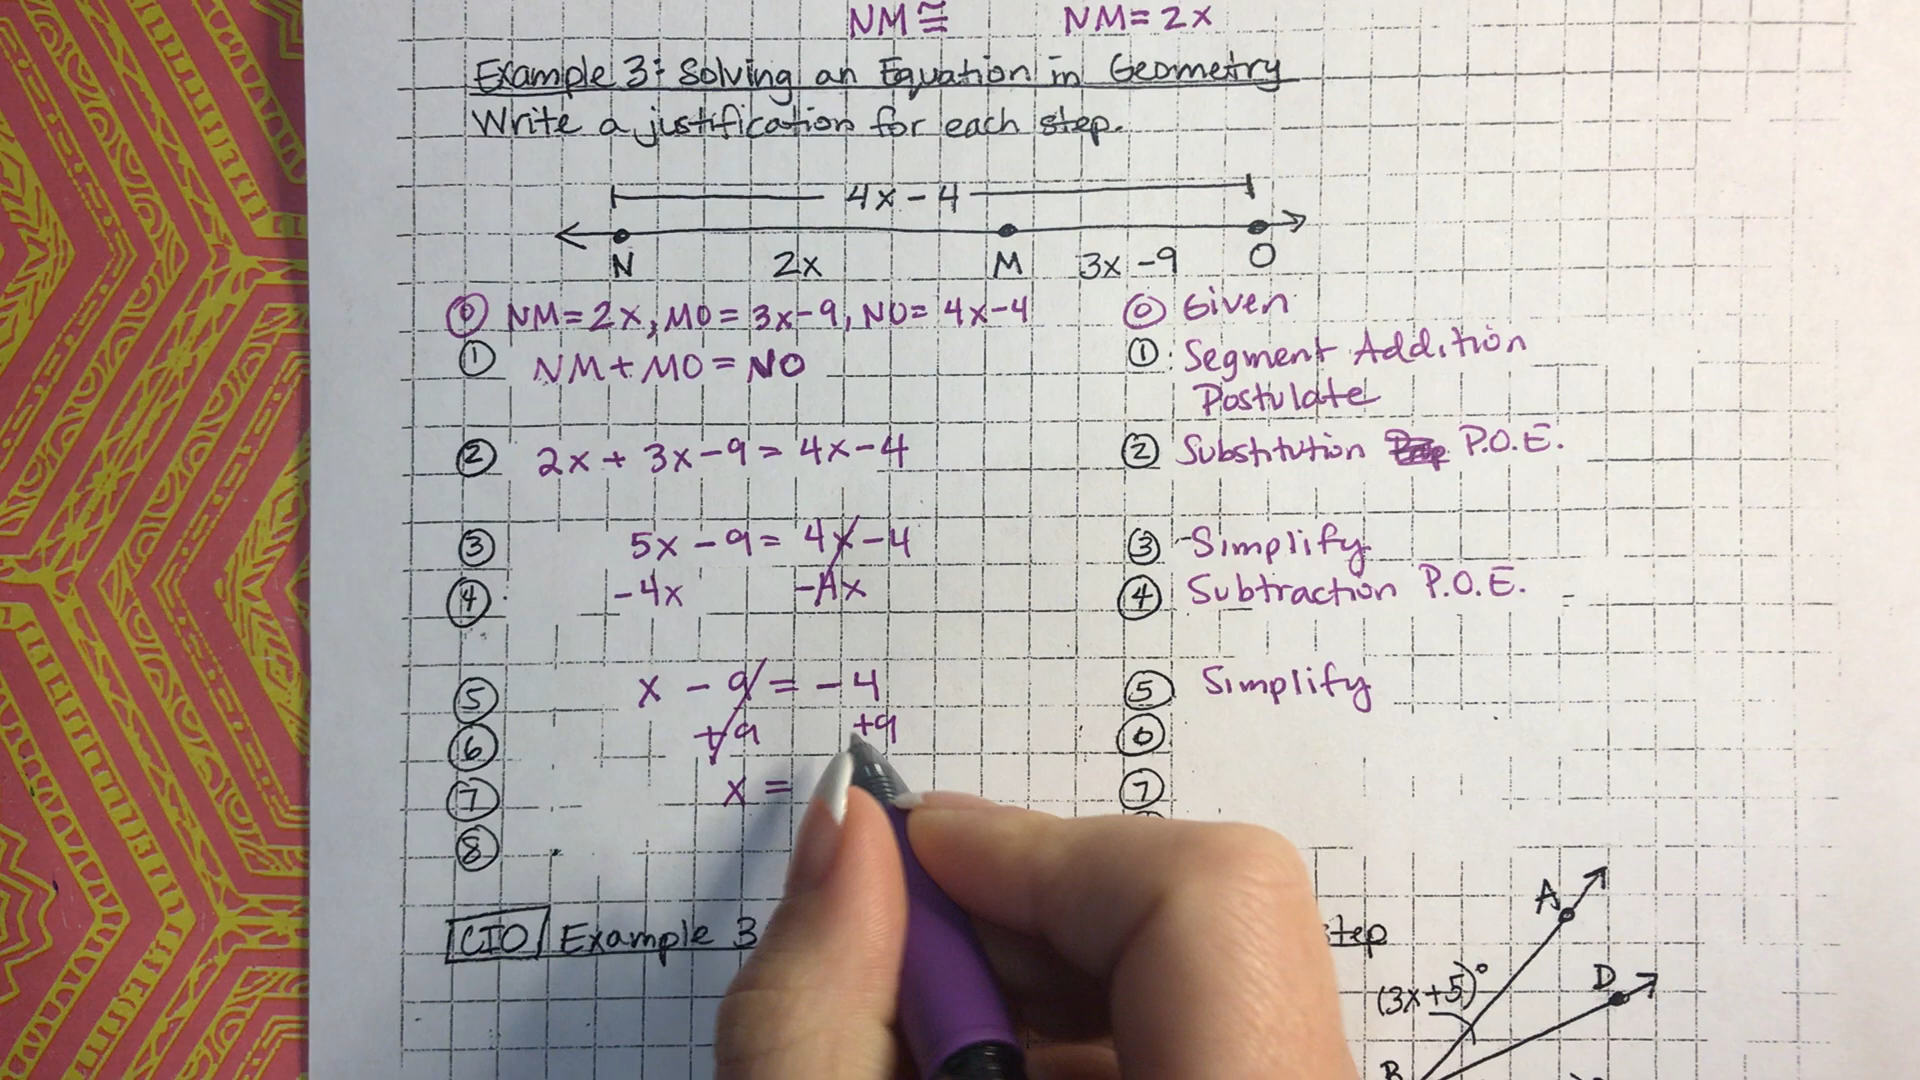 NM ≅ NM = 2x
Example 3: Solving an Equation in Geometry
Write a justification for each step.
4x - 4
N 2x M 3x - 9 O
⓪ NM = 2x, MO = 3x - 9, NO = 4x - 4 ⓪ Given
① NM + MO = NO ① Segment Addition
Postulate
② 2x + 3x - 9 = 4x - 4 ② Substitution P.O.E.
③ 5x - 9 = 4x - 4 ③ Simplify
④ -4x -4x ④ Subtraction P.O.E.
⑤ x - 9 = -4 ⑤ Simplify
⑥ +9 +9 ⑥
⑦ x = ⑦
⑧
CIO Example 3 step
A
D
(3x+5)°
B